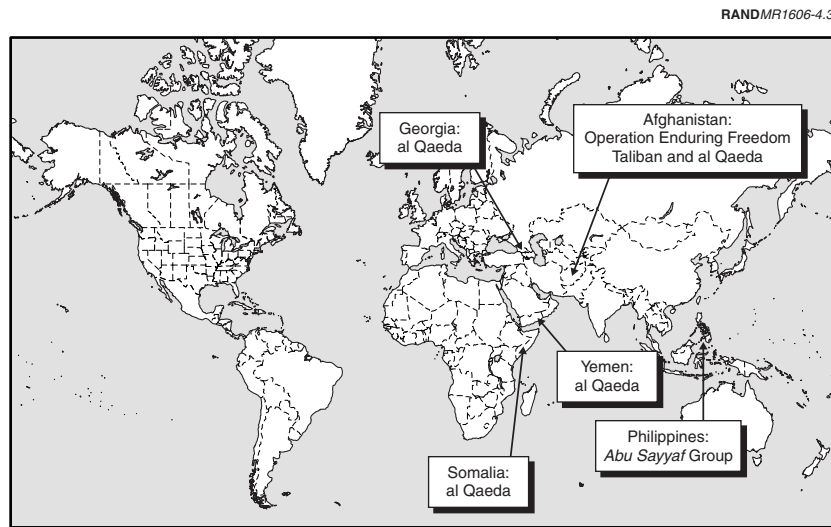 RANDMR1606-4.3
Georgia:
al Qaeda
Afghanistan:
Operation Enduring Freedom
Taliban and al Qaeda
Yemen:
al Qaeda
Philippines:
Abu Sayyaf Group
Somalia:
al Qaeda